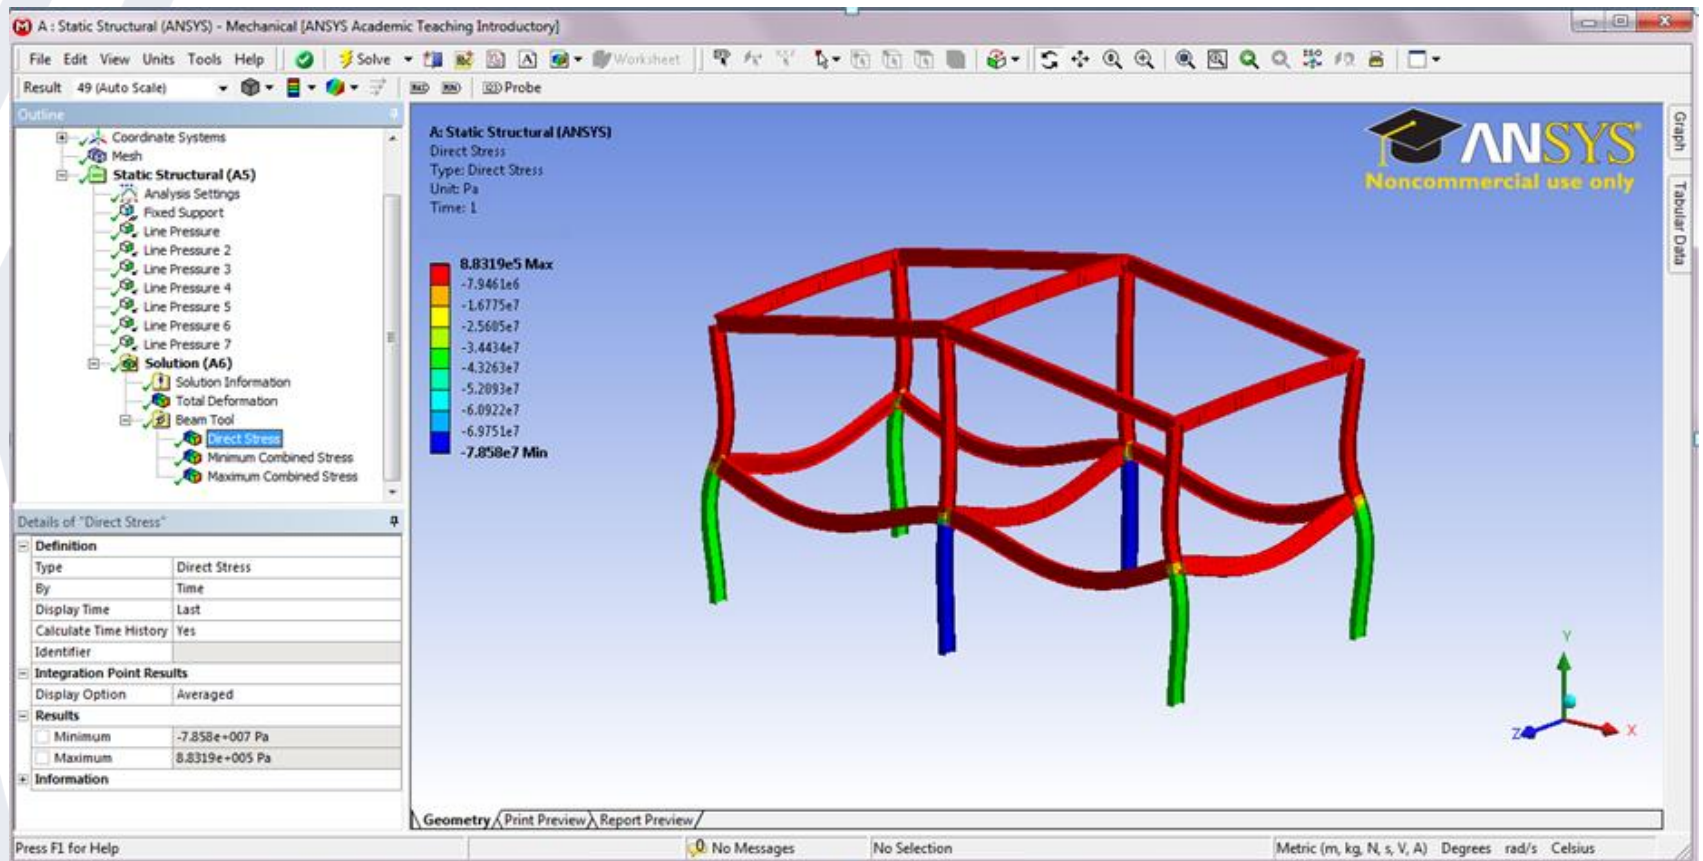 A : Static Structural (ANSYS) - Mechanical [ANSYS Academic Teaching Introductory]
File Edit View Units Tools Help Solve Worksheet
Result 49 (Auto Scale) Probe
Outline
Coordinate Systems
Mesh
Static Structural (A5)
Analysis Settings
Fixed Support
Line Pressure
Line Pressure 2
Line Pressure 3
Line Pressure 4
Line Pressure 5
Line Pressure 6
Line Pressure 7
Solution (A6)
Solution Information
Total Deformation
Beam Tool
Direct Stress
Minimum Combined Stress
Maximum Combined Stress
Details of "Direct Stress"
Definition
Type Direct Stress
By Time
Display Time Last
Calculate Time History Yes
Identifier
Integration Point Results
Display Option Averaged
Results
Minimum -7.858e+007 Pa
Maximum 8.8319e+005 Pa
Information
A: Static Structural (ANSYS)
Direct Stress
Type: Direct Stress
Unit: Pa
Time: 1
8.8319e5 Max
-7.9461e6
-1.6775e7
-2.5605e7
-3.4434e7
-4.3263e7
-5.2093e7
-6.0922e7
-6.9751e7
-7.858e7 Min
ANSYS
Noncommercial use only
Y
Z
X
Graph
Tabular Data
Geometry Print Preview Report Preview
Press F1 for Help 0 No Messages No Selection Metric (m, kg, N, s, V, A) Degrees rad/s Celsius